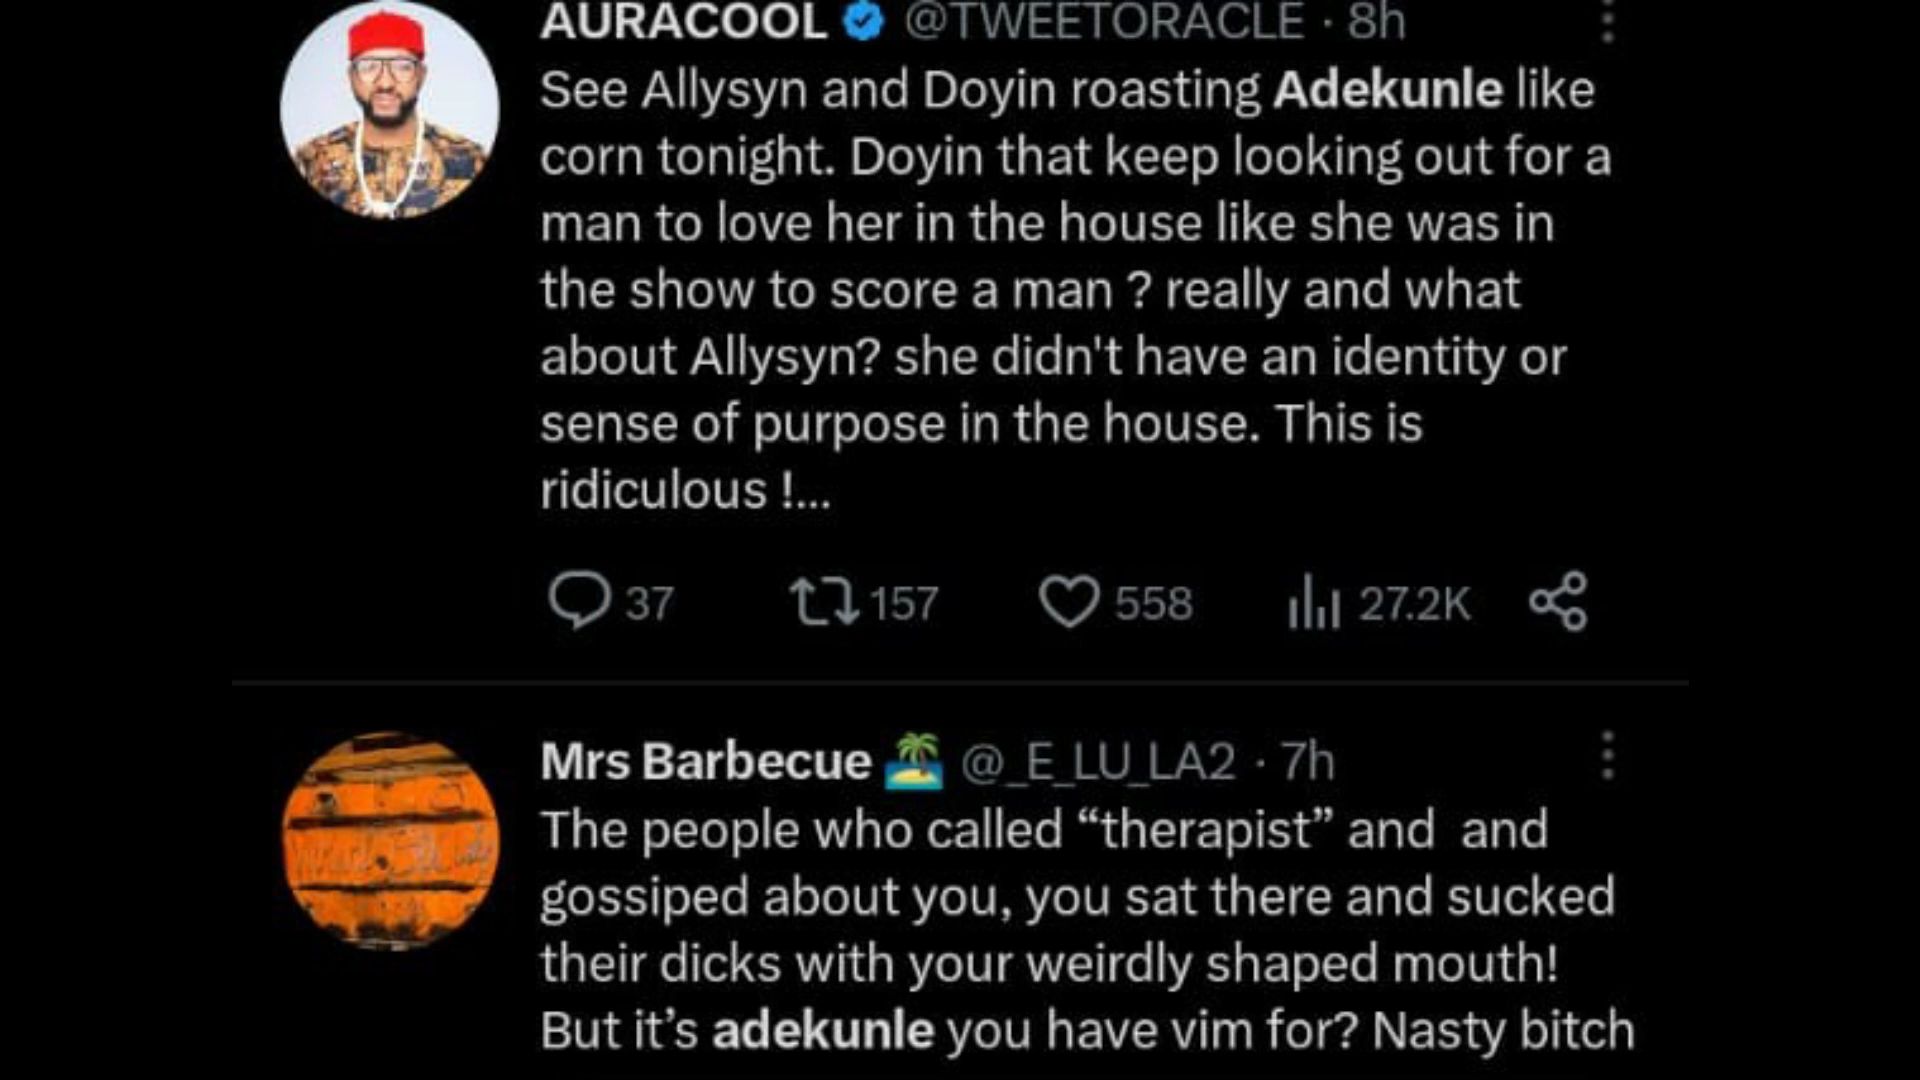 AURACOOL @TWEETORACLE · 8h
See Allysyn and Doyin roasting Adekunle like
corn tonight. Doyin that keep looking out for a
man to love her in the house like she was in
the show to score a man ? really and what
about Allysyn? she didn't have an identity or
sense of purpose in the house. This is
ridiculous !...
37 157 558 27.2K
Mrs Barbecue 🏝️ @_E_LU_LA2 · 7h
The people who called “therapist” and  and
gossiped about you, you sat there and sucked
their dicks with your weirdly shaped mouth!
But it’s adekunle you have vim for? Nasty bitch